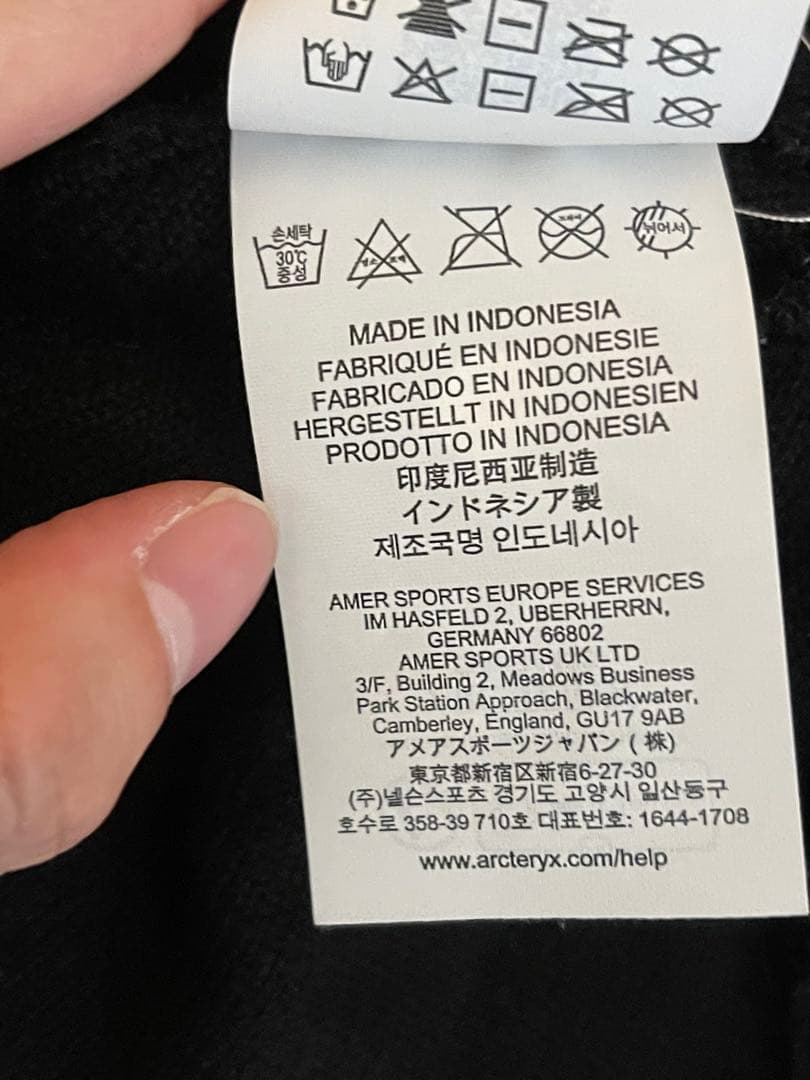 손세탁
30℃
중성
뉘어서
MADE IN INDONESIA
FABRIQUÉ EN INDONESIE
FABRICADO EN INDONESIA
HERGESTELLT IN INDONESIEN
PRODOTTO IN INDONESIA
印度尼西亚制造
インドネシア製
제조국명 인도네시아
AMER SPORTS EUROPE SERVICES
IM HASFELD 2, UBERHERRN,
GERMANY 66802
AMER SPORTS UK LTD
3/F, Building 2, Meadows Business
Park Station Approach, Blackwater,
Camberley, England, GU17 9AB
アメアスポーツジャパン ( 株)
東京都新宿区新宿6-27-30
(주)넬슨스포츠 경기도 고양시 일산동구
호수로 358-39 710호 대표번호: 1644-1708
www.arcteryx.com/help